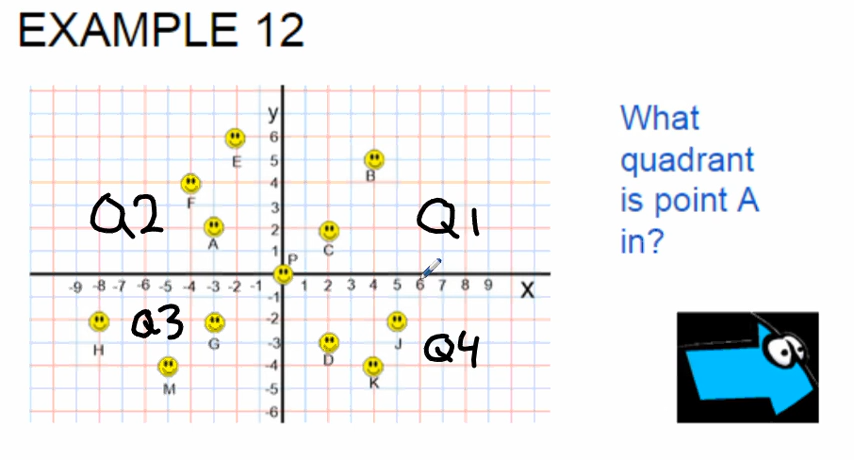 EXAMPLE 12
y
6
E
5
B
4
F
3
Q2
Q1
2
A
C
1
P
-9 -8 -7 -6 -5 -4 -3 -2 -1 1 2 3 4 5 6 7 8 9 X
-1
-2
Q3
H
G
-3
J
Q4
D
-4
M
K
-5
-6
What
quadrant
is point A
in?